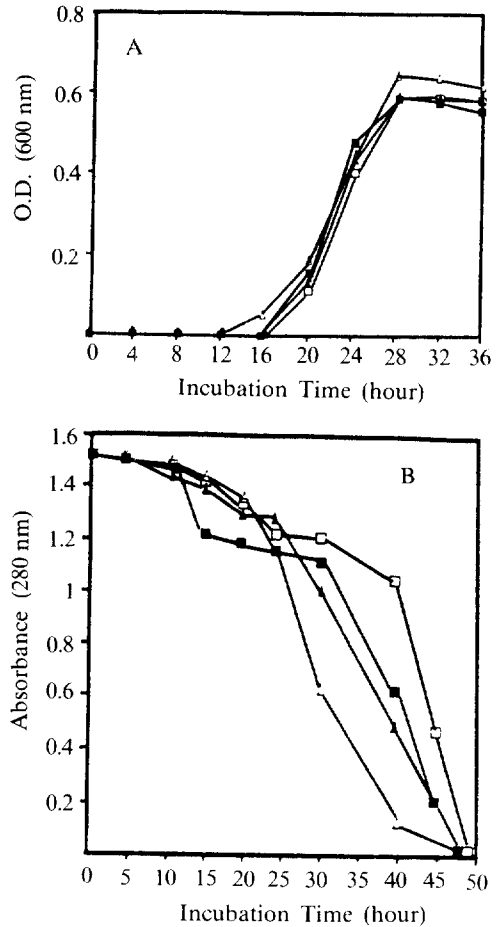 0.8
A
0.6
0.4
0.2
O.D. (600 nm)
0 4 8 12 16 20 24 28 32 36
Incubation Time (hour)
1.6
B
1.4
1.2
1
0.8
0.6
0.4
0.2
Absorbance (280 nm)
0 5 10 15 20 25 30 35 40 45 50
Incubation Time (hour)